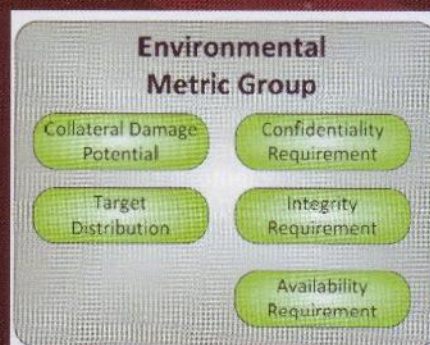 Environmental
Metric Group
Collateral Damage
Potential
Confidentiality
Requirement
Target
Distribution
Integrity
Requirement
Availability
Requirement